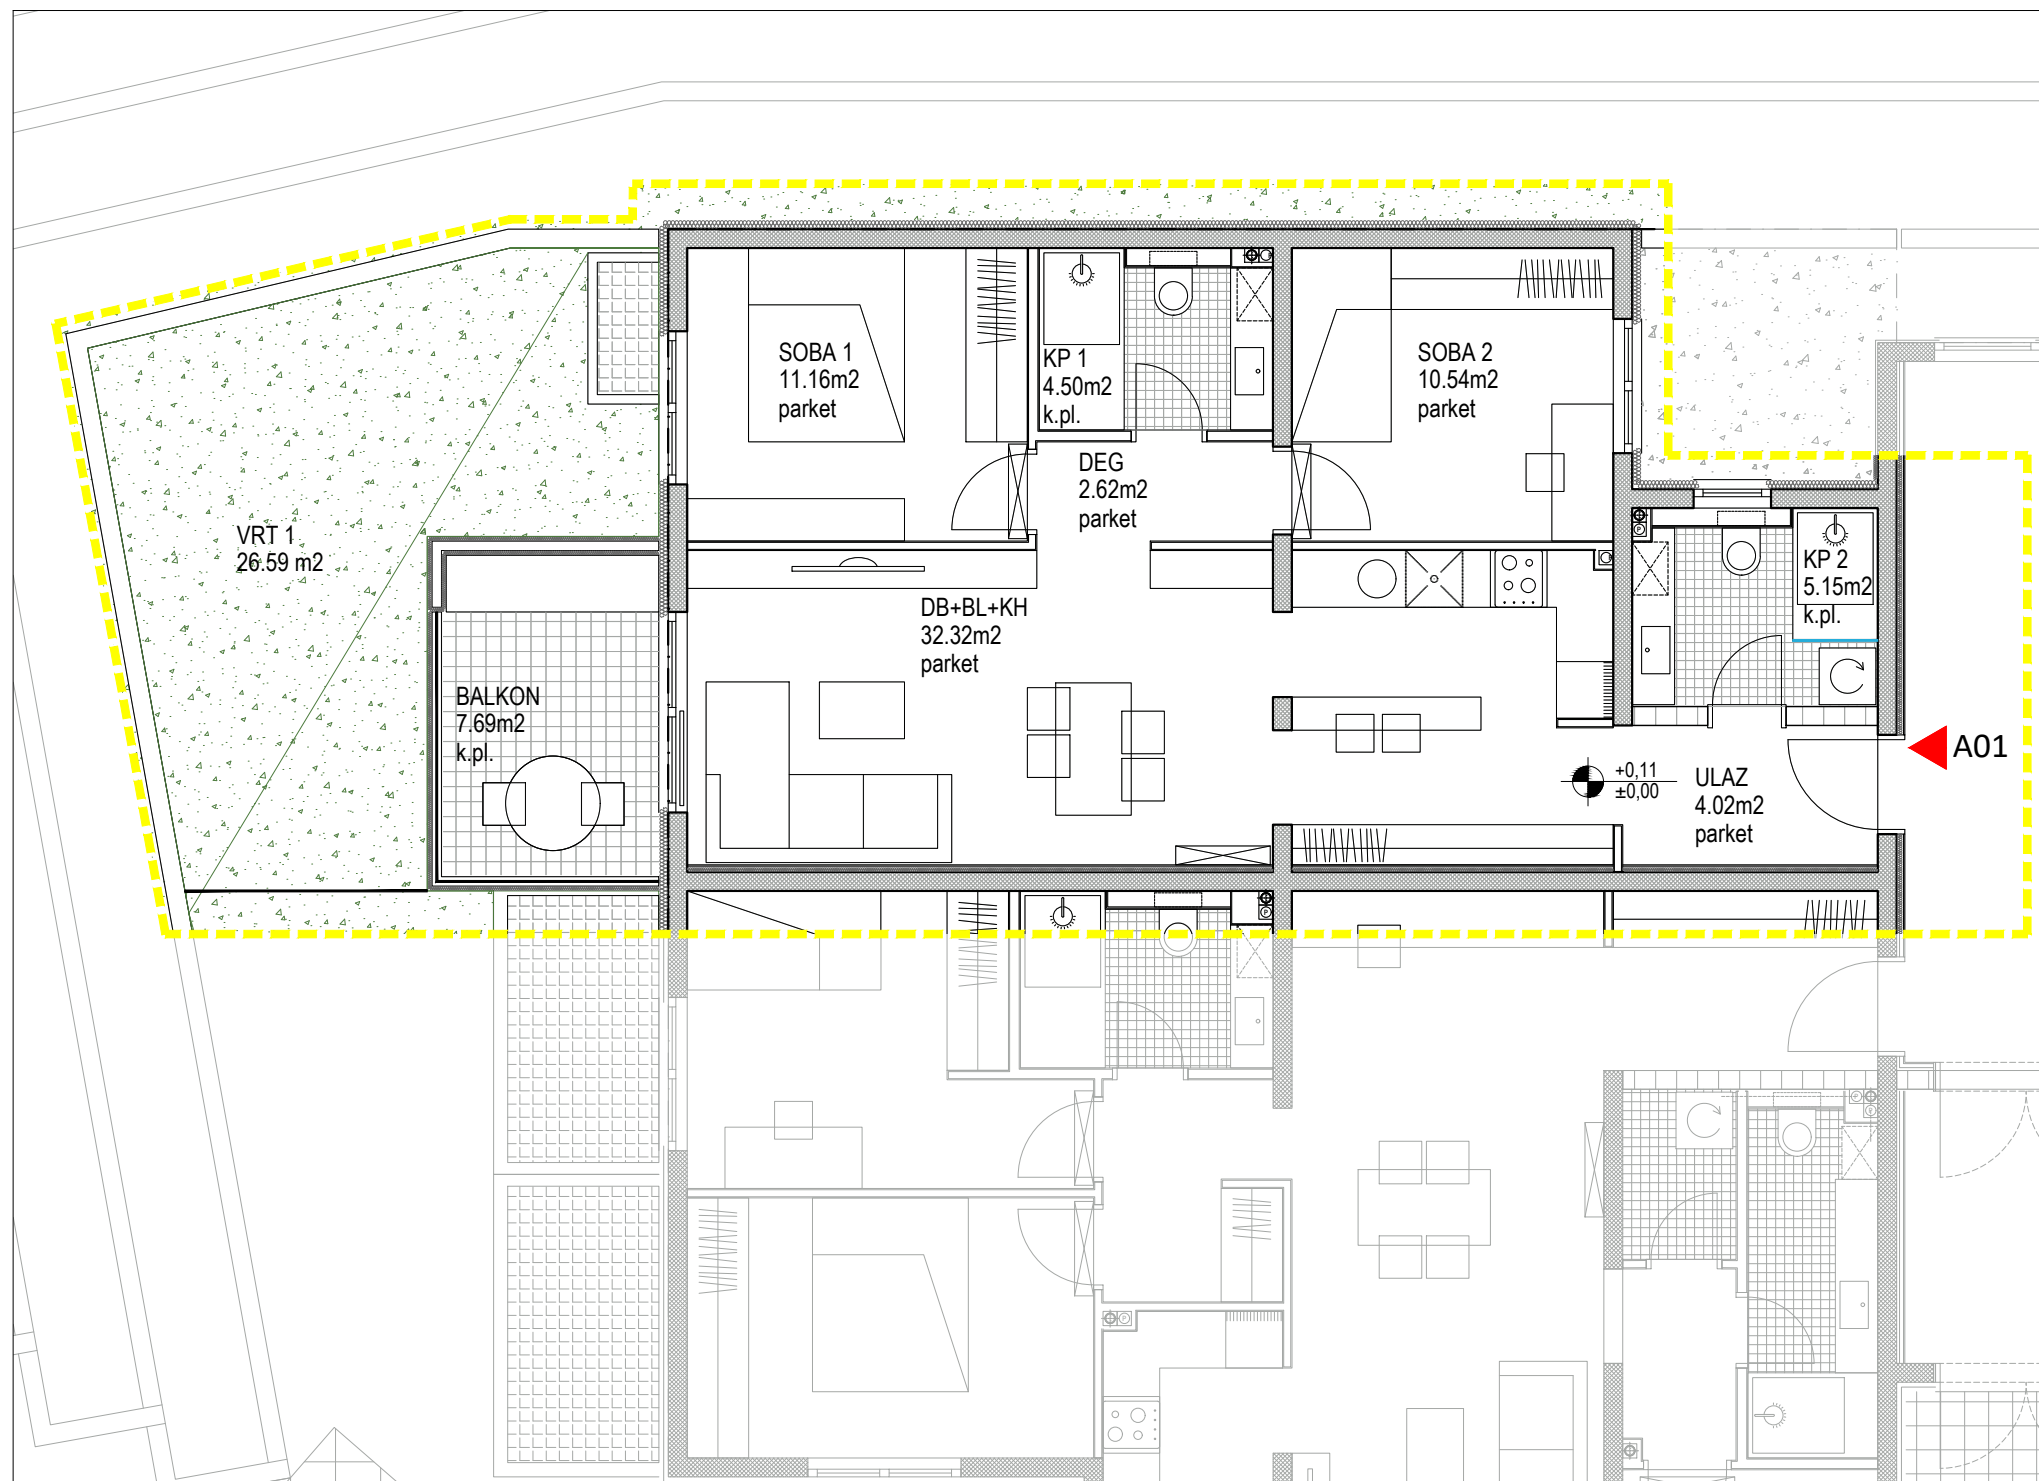 SOBA 1
11.16m2
parket
KP 1
4.50m2
k.pl.
SOBA 2
10.54m2
parket
DEG
2.62m2
parket
VRT 1
26.59 m2
KP 2
5.15m2
k.pl.
DB+BL+KH
32.32m2
parket
BALKON
7.69m2
k.pl.
A01
+0,11
±0,00
ULAZ
4.02m2
parket